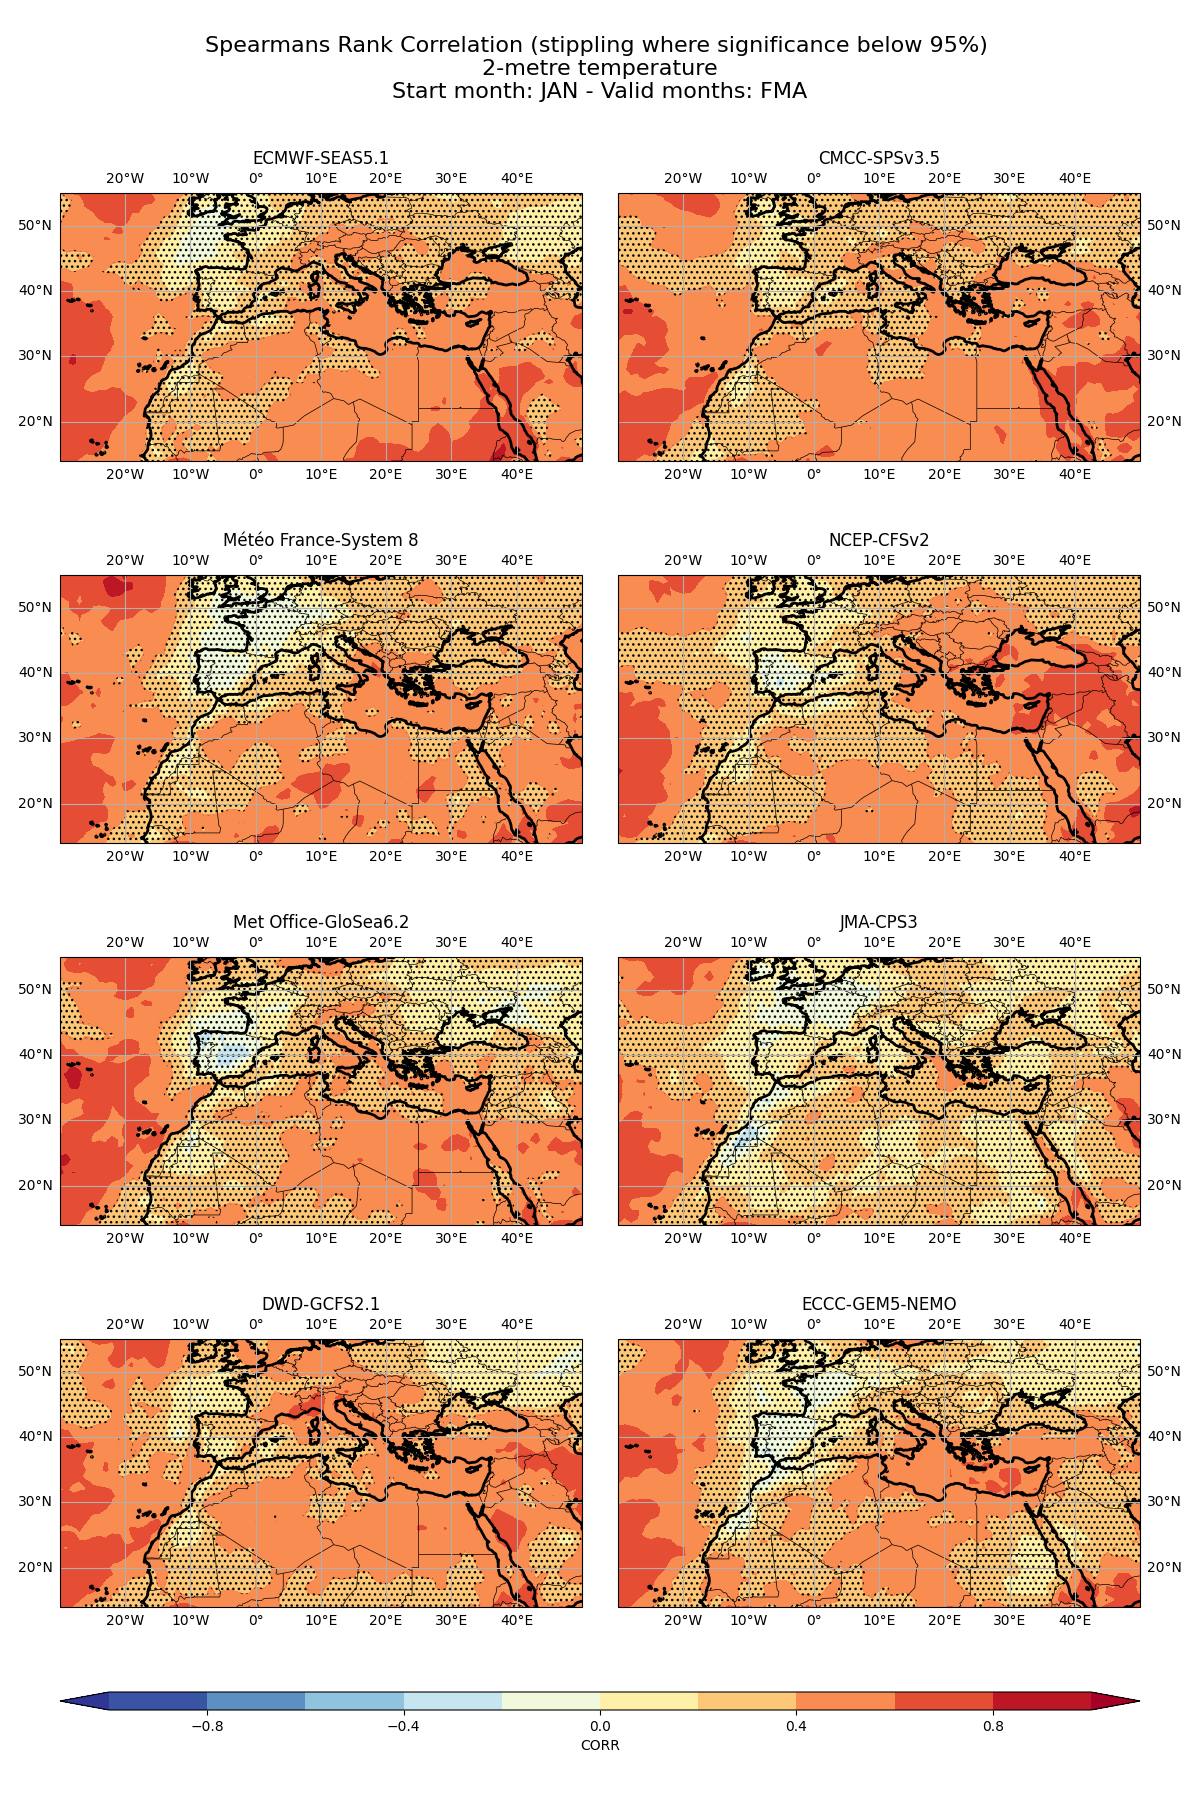 Spearmans Rank Correlation (stippling where significance below 95%)
2-metre temperature
Start month: JAN - Valid months: FMA
ECMWF-SEAS5.1
20°W 10°W 0° 10°E 20°E 30°E 40°E
50°N
40°N
30°N
20°N
20°W 10°W 0° 10°E 20°E 30°E 40°E
CMCC-SPSv3.5
20°W 10°W 0° 10°E 20°E 30°E 40°E
50°N
40°N
30°N
20°N
20°W 10°W 0° 10°E 20°E 30°E 40°E
Météo France-System 8
20°W 10°W 0° 10°E 20°E 30°E 40°E
50°N
40°N
30°N
20°N
20°W 10°W 0° 10°E 20°E 30°E 40°E
NCEP-CFSv2
20°W 10°W 0° 10°E 20°E 30°E 40°E
50°N
40°N
30°N
20°N
20°W 10°W 0° 10°E 20°E 30°E 40°E
Met Office-GloSea6.2
20°W 10°W 0° 10°E 20°E 30°E 40°E
50°N
40°N
30°N
20°N
20°W 10°W 0° 10°E 20°E 30°E 40°E
JMA-CPS3
20°W 10°W 0° 10°E 20°E 30°E 40°E
50°N
40°N
30°N
20°N
20°W 10°W 0° 10°E 20°E 30°E 40°E
DWD-GCFS2.1
20°W 10°W 0° 10°E 20°E 30°E 40°E
50°N
40°N
30°N
20°N
20°W 10°W 0° 10°E 20°E 30°E 40°E
ECCC-GEM5-NEMO
20°W 10°W 0° 10°E 20°E 30°E 40°E
50°N
40°N
30°N
20°N
20°W 10°W 0° 10°E 20°E 30°E 40°E
−0.8 −0.4 0.0 0.4 0.8
CORR